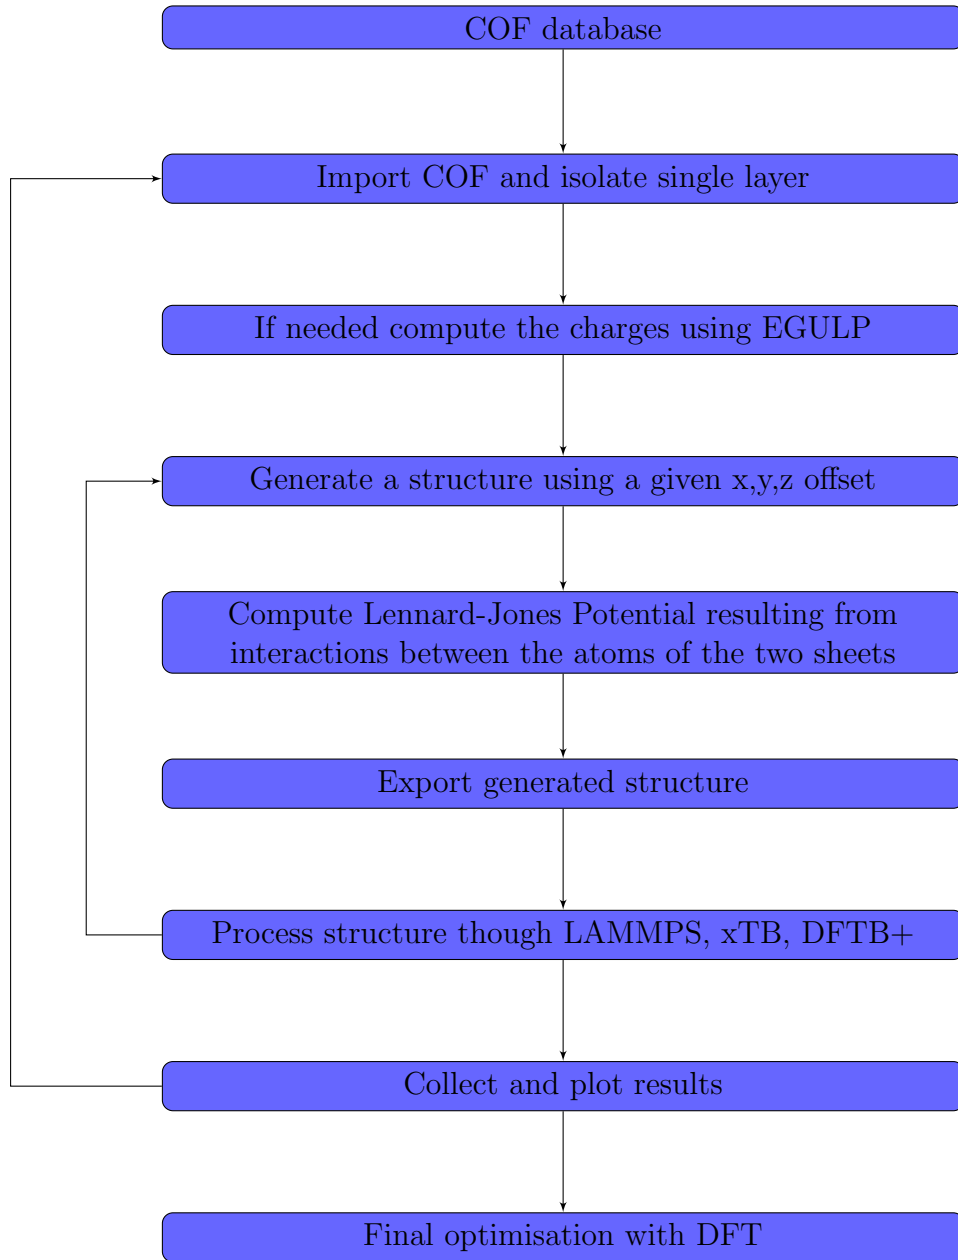 COF database
Import COF and isolate single layer
If needed compute the charges using EGULP
Generate a structure using a given x,y,z offset
Compute Lennard-Jones Potential resulting from
interactions between the atoms of the two sheets
Export generated structure
Process structure though LAMMPS, xTB, DFTB+
Collect and plot results
Final optimisation with DFT